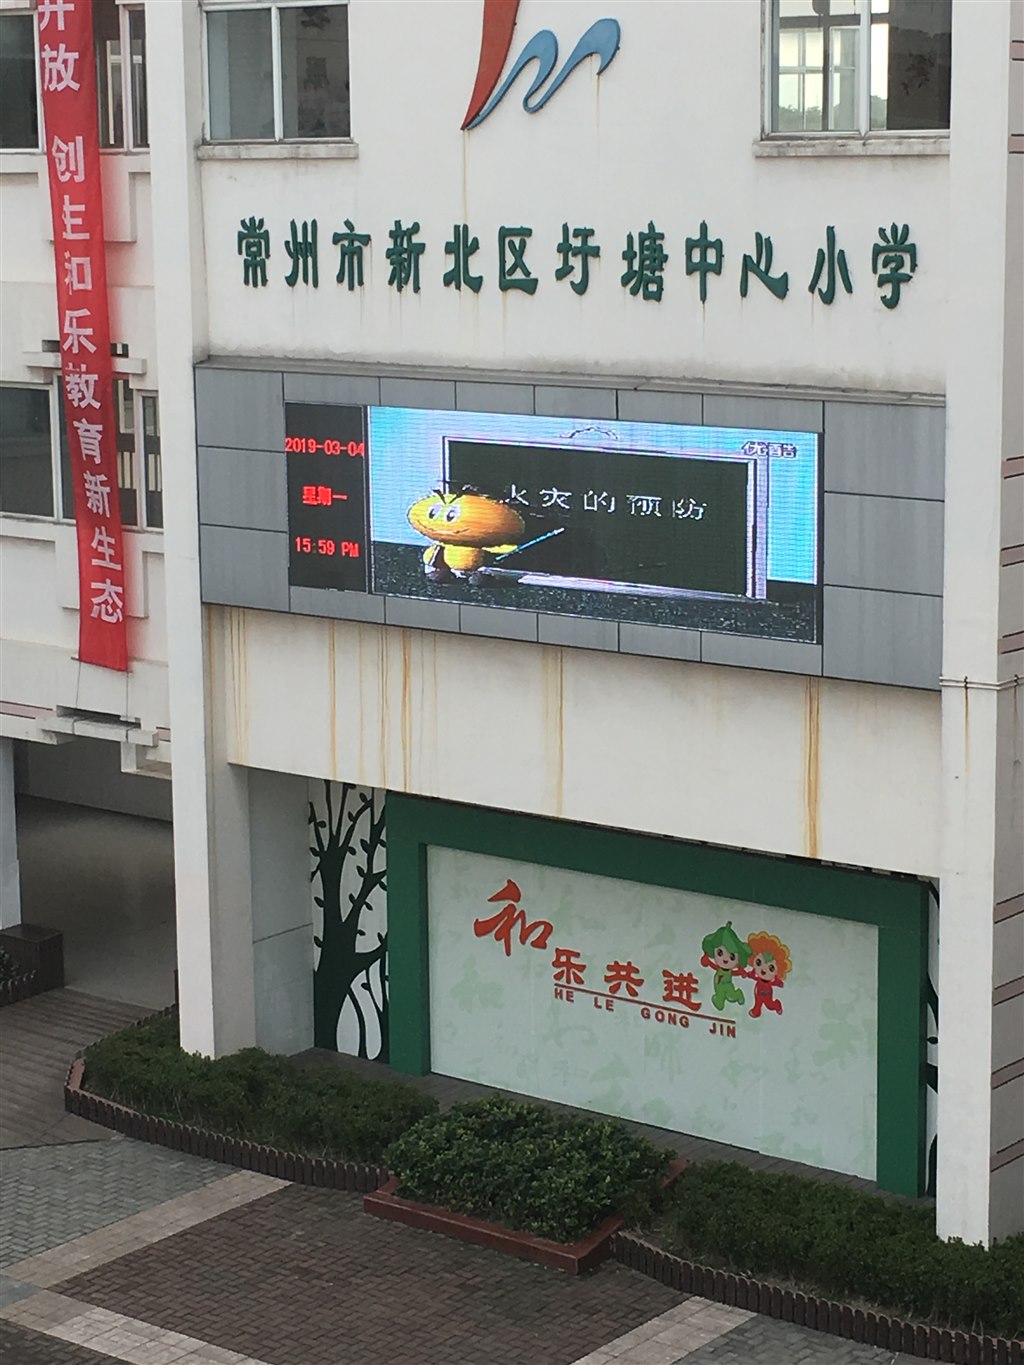 开放 创生和乐教育新生态
常州市新北区圩塘中心小学
2019-03-04
星期一
15:59 PM
优酷
火灾的预防
和乐共进
HE LE GONG JIN